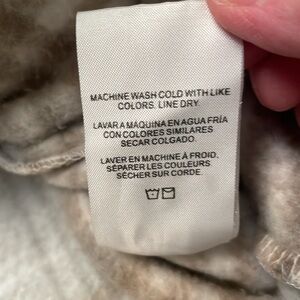 MACHINE WASH COLD WITH LIKE
COLORS. LINE DRY.
LAVAR A MAQUINA EN AGUA FRÍA
CON COLORES SIMILARES
SECAR COLGADO.
LAVER EN MACHINE À FROID,
SÉPARER LES COULEURS
SÉCHER SUR CORDE.